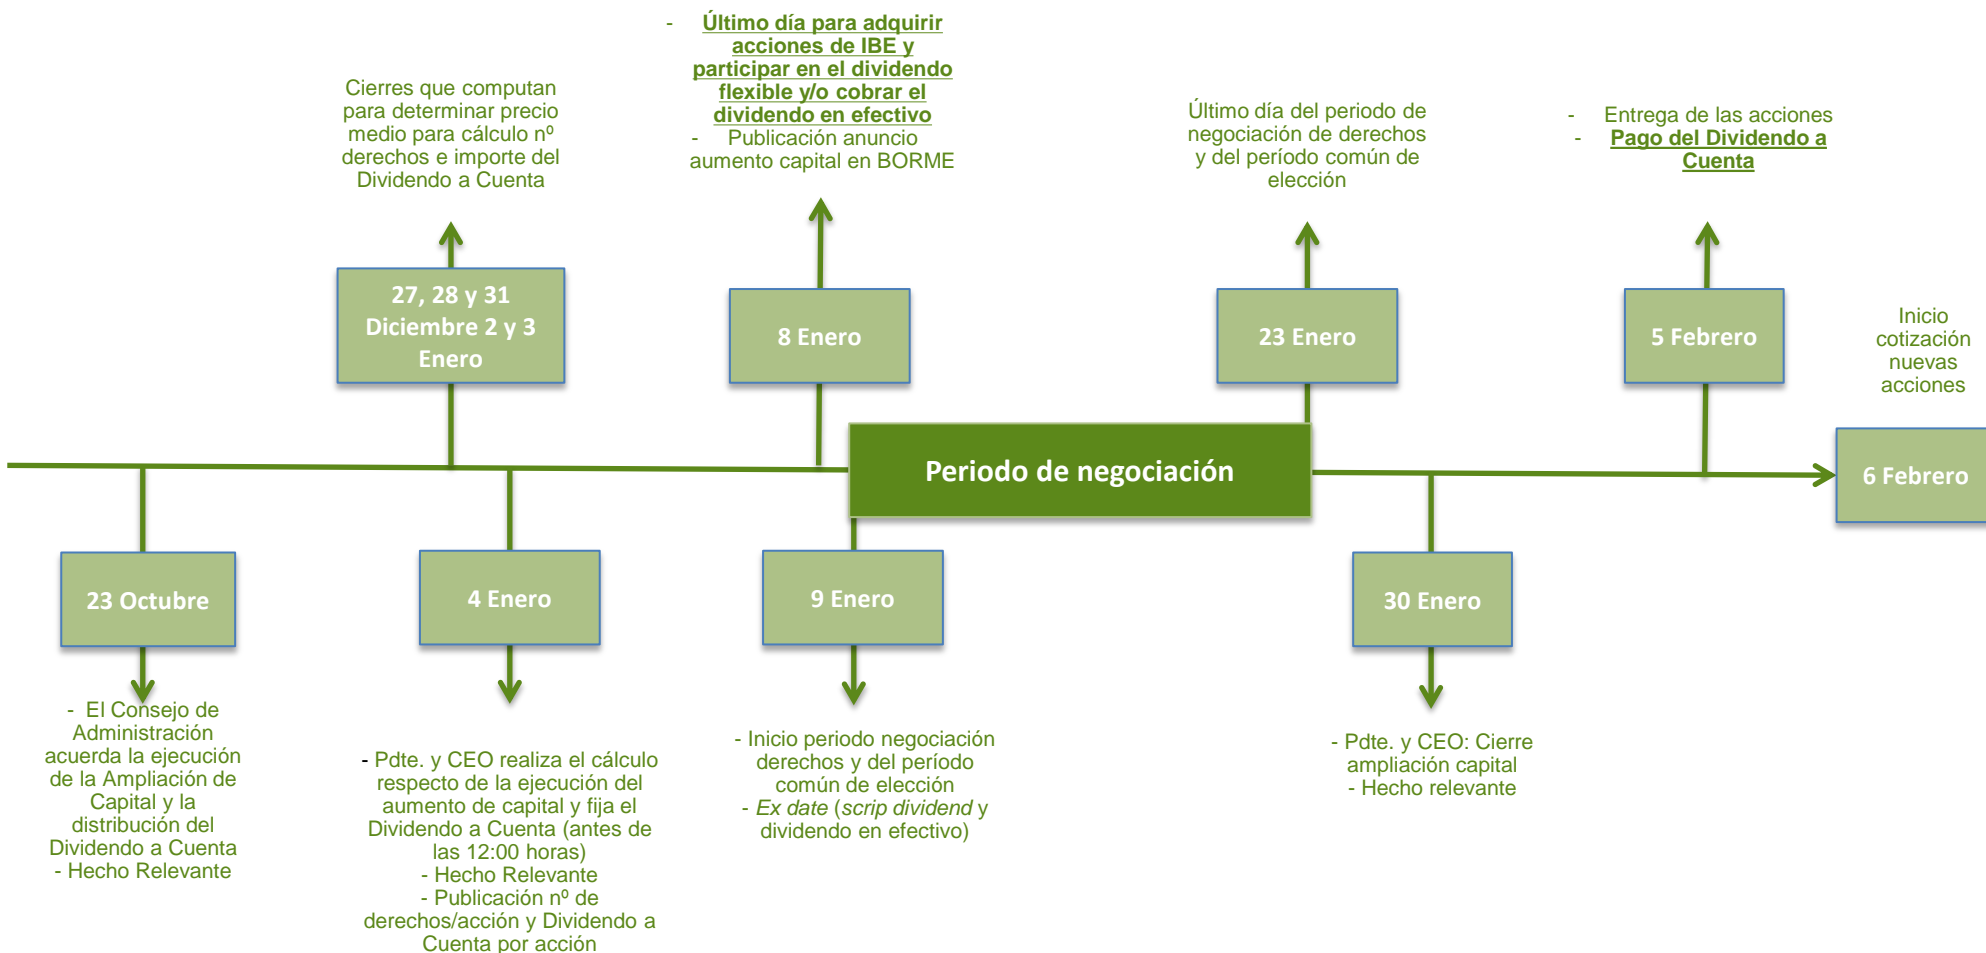 - Último día para adquirir
acciones de IBE y
participar en el dividendo
flexible y/o cobrar el
dividendo en efectivo
- Publicación anuncio
aumento capital en BORME
Cierres que computan
para determinar precio
medio para cálculo nº
derechos e importe del
Dividendo a Cuenta
Último día del periodo de
negociación de derechos
y del período común de
elección
- Entrega de las acciones
- Pago del Dividendo a
Cuenta
27, 28 y 31
Diciembre 2 y 3
Enero
8 Enero
23 Enero
5 Febrero
Inicio
cotización
nuevas
acciones
Periodo de negociación
6 Febrero
23 Octubre
4 Enero
9 Enero
30 Enero
- El Consejo de
Administración
acuerda la ejecución
de la Ampliación de
Capital y la
distribución del
Dividendo a Cuenta
- Hecho Relevante
- Pdte. y CEO realiza el cálculo
respecto de la ejecución del
aumento de capital y fija el
Dividendo a Cuenta (antes de
las 12:00 horas)
- Hecho Relevante
- Publicación nº de
derechos/acción y Dividendo a
Cuenta por acción
- Inicio periodo negociación
derechos y del período
común de elección
- Ex date (scrip dividend y
dividendo en efectivo)
- Pdte. y CEO: Cierre
ampliación capital
- Hecho relevante